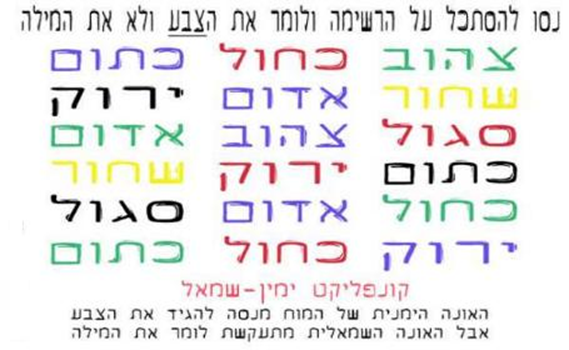 נסו להסתכל על הרשימה ולומר את הצבע ולא את המילה
צהוב כחול כתום
שחור אדום ירוק
סגול צהוב אדום
כתום ירוק שחור
כחול אדום סגול
ירוק כחול כתום
קונפליקט ימין-שמאל
האונה הימנית של המוח מנסה להגיד את הצבע
אבל האונה השמאלית מתעקשת לומר את המילה